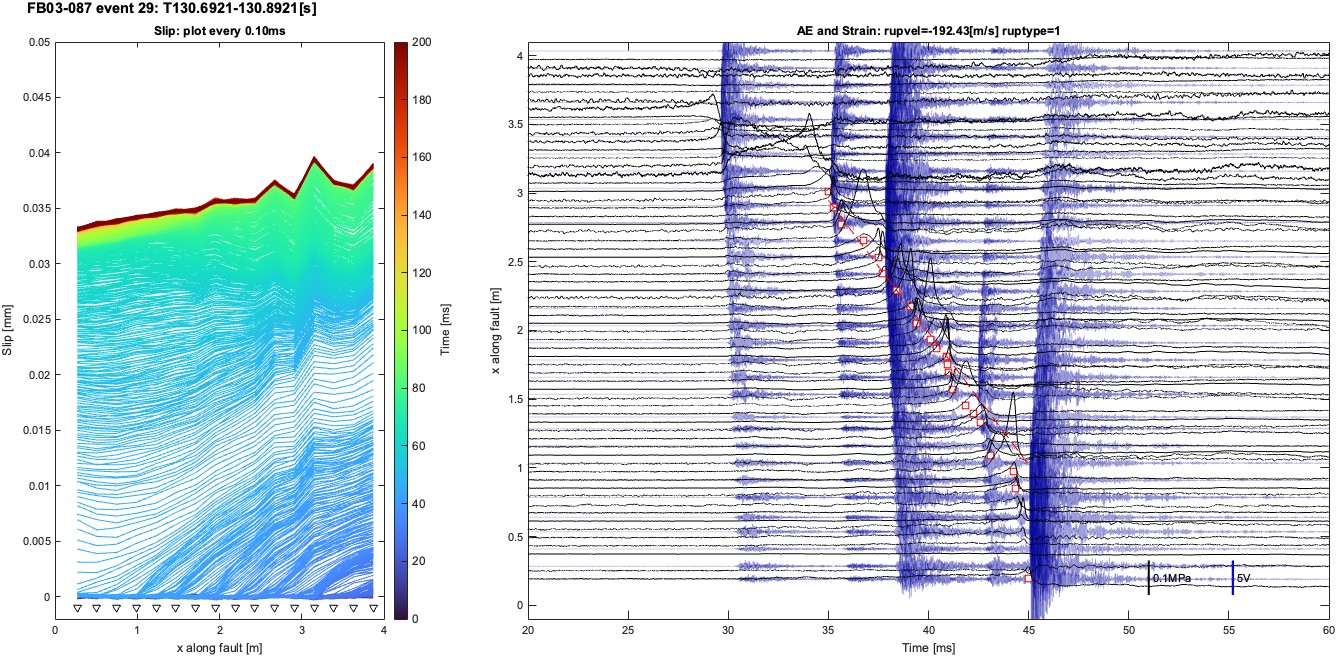 FB03-087 event 29: T130.6921-130.8921[s]
Slip: plot every 0.10ms
0.05
0.045
0.04
0.035
0.03
0.025
0.02
0.015
0.01
0.005
0
Slip [mm]
0 1 2 3 4
x along fault [m]
200
180
160
140
120
100
80
60
40
20
0
Time [ms]
AE and Strain: rupvel=-192.43[m/s] ruptype=1
4
3.5
3
2.5
2
1.5
1
0.5
0
x along fault [m]
0.1MPa
5V
20 25 30 35 40 45 50 55 60
Time [ms]